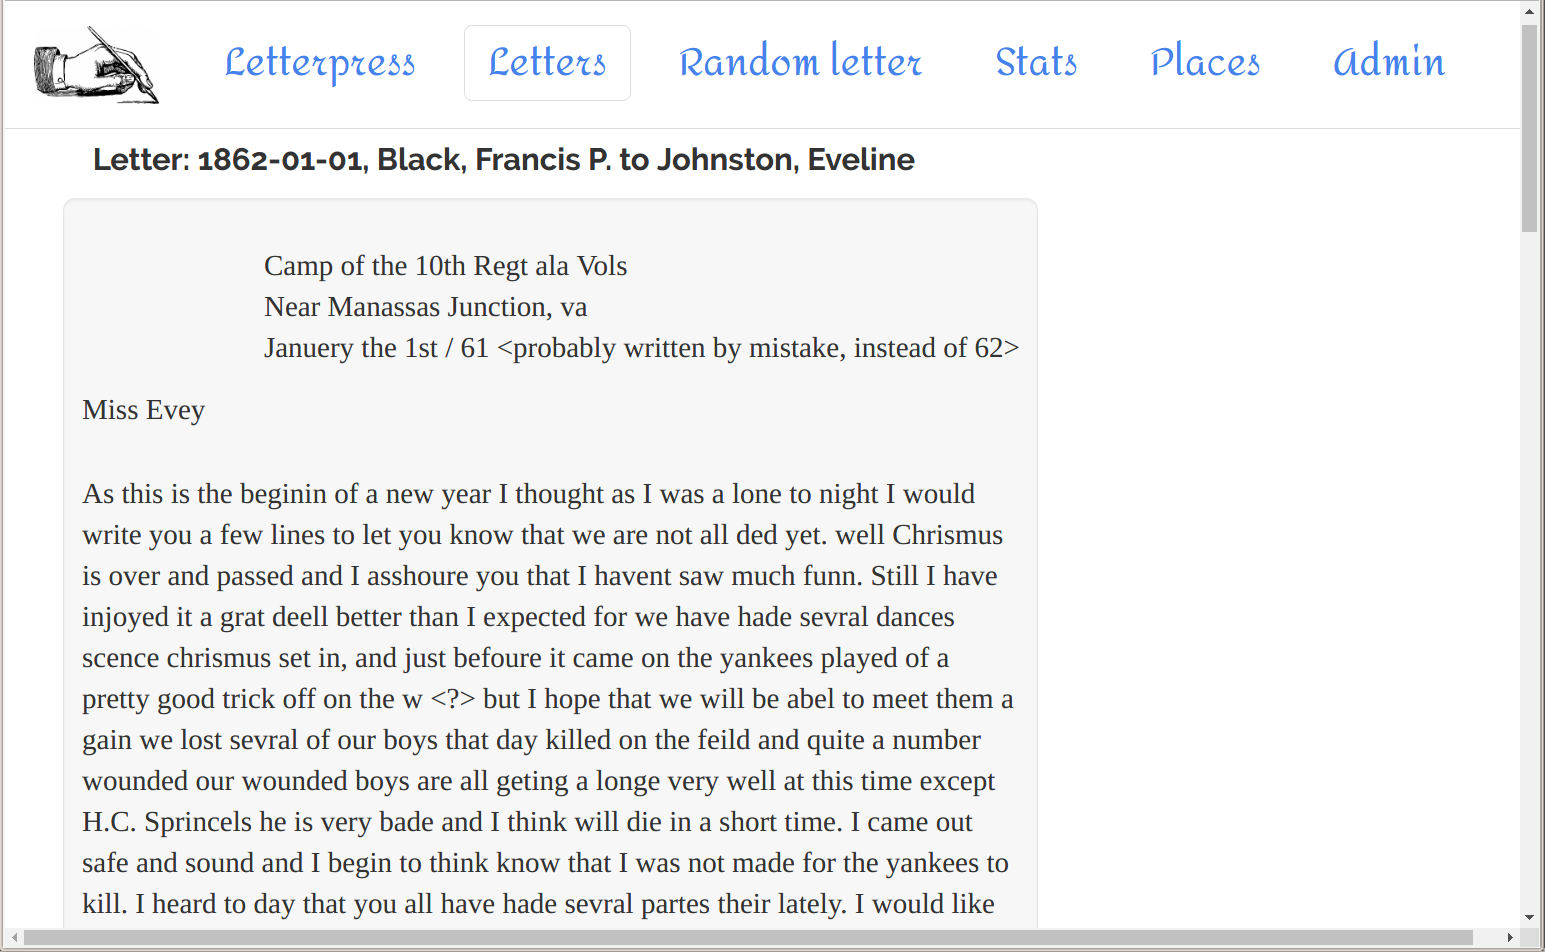 Letterpress Letters Random letter Stats Places Admin
Letter: 1862-01-01, Black, Francis P. to Johnston, Eveline
Camp of the 10th Regt ala Vols
Near Manassas Junction, va
Januery the 1st / 61 <probably written by mistake, instead of 62>
Miss Evey
As this is the beginin of a new year I thought as I was a lone to night I would
write you a few lines to let you know that we are not all ded yet. well Chrismus
is over and passed and I asshoure you that I havent saw much funn. Still I have
injoyed it a grat deell better than I expected for we have hade sevral dances
scence chrismus set in, and just befoure it came on the yankees played of a
pretty good trick off on the w <?> but I hope that we will be abel to meet them a
gain we lost sevral of our boys that day killed on the feild and quite a number
wounded our wounded boys are all geting a longe very well at this time except
H.C. Sprincels he is very bade and I think will die in a short time. I came out
safe and sound and I begin to think know that I was not made for the yankees to
kill. I heard to day that you all have hade sevral partes their lately. I would like